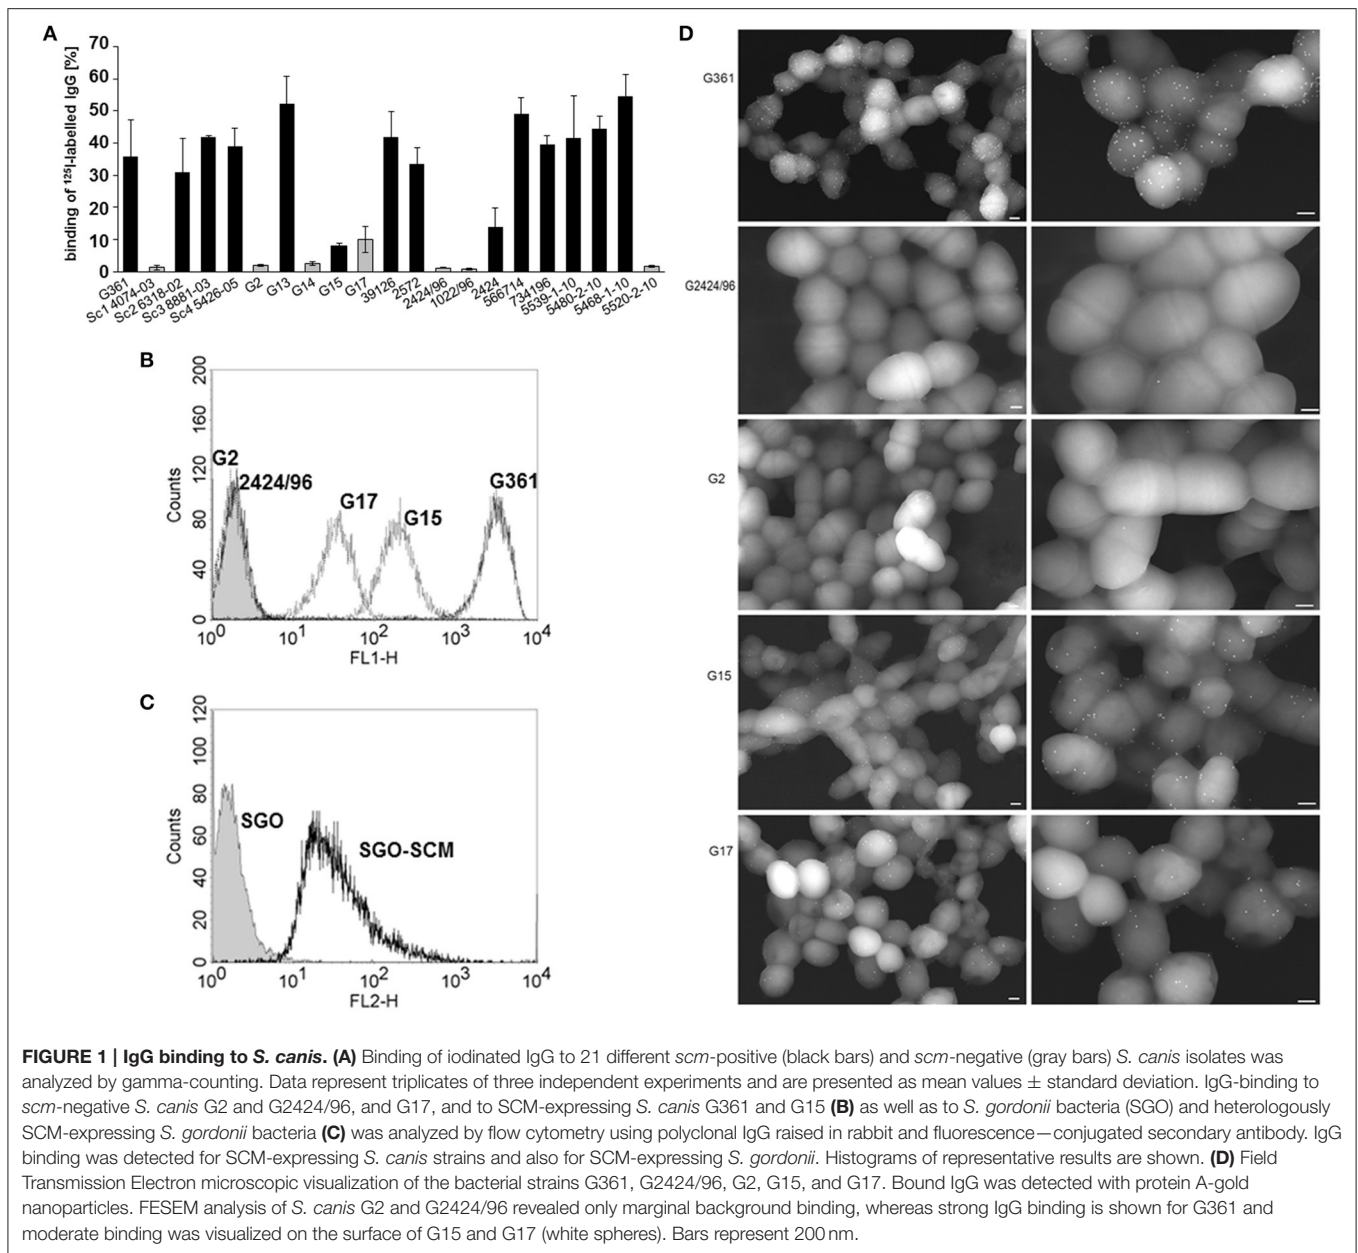 A
70
60
50
40
30
20
10
0
binding of 125I-labelled IgG [%]
G361
Sc1 4074-03
Sc2 6318-02
Sc3 8881-03
Sc4 5426-05
G2
G13
G14
G15
G17
39126
2572
2424/96
1022/96
2424
566714
734196
5539-1-10
5480-2-10
5468-1-10
5520-2-10
B
200
160
120
80
40
0
Counts
G2
2424/96
G17
G15
G361
10⁰ 10¹ 10² 10³ 10⁴
FL1-H
C
120
100
80
60
40
20
0
Counts
SGO
SGO-SCM
10⁰ 10¹ 10² 10³ 10⁴
FL2-H
D
G361
G2424/96
G2
G15
G17
FIGURE 1 | IgG binding to S. canis. (A) Binding of iodinated IgG to 21 different scm-positive (black bars) and scm-negative (gray bars) S. canis isolates was
analyzed by gamma-counting. Data represent triplicates of three independent experiments and are presented as mean values ± standard deviation. IgG-binding to
scm-negative S. canis G2 and G2424/96, and G17, and to SCM-expressing S. canis G361 and G15 (B) as well as to S. gordonii bacteria (SGO) and heterologously
SCM-expressing S. gordonii bacteria (C) was analyzed by flow cytometry using polyclonal IgG raised in rabbit and fluorescence—conjugated secondary antibody. IgG
binding was detected for SCM-expressing S. canis strains and also for SCM-expressing S. gordonii. Histograms of representative results are shown. (D) Field
Transmission Electron microscopic visualization of the bacterial strains G361, G2424/96, G2, G15, and G17. Bound IgG was detected with protein A-gold
nanoparticles. FESEM analysis of S. canis G2 and G2424/96 revealed only marginal background binding, whereas strong IgG binding is shown for G361 and
moderate binding was visualized on the surface of G15 and G17 (white spheres). Bars represent 200 nm.